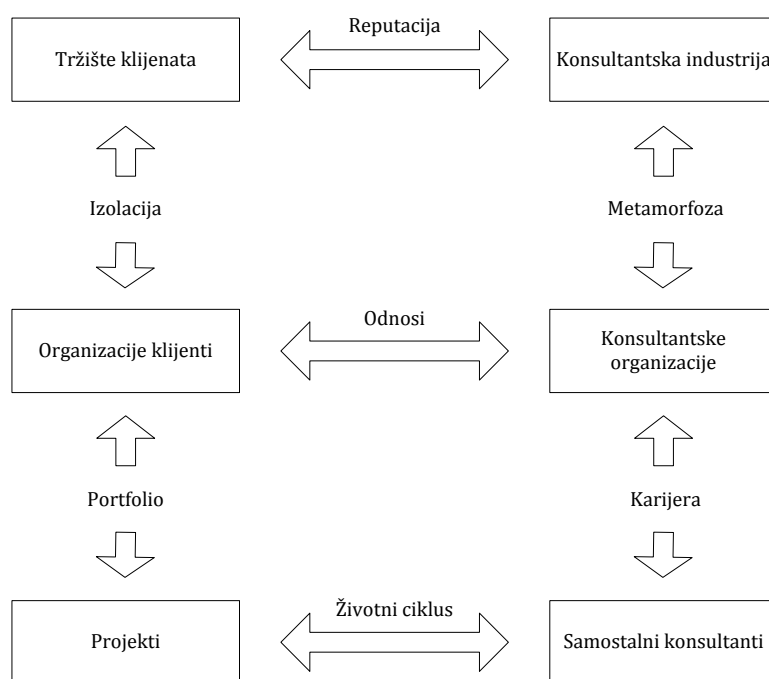 Reputacija
Tržište klijenata
Konsultantska industrija
Izolacija
Metamorfoza
Odnosi
Organizacije klijenti
Konsultantske
organizacije
Portfolio
Karijera
Životni ciklus
Projekti
Samostalni konsultanti